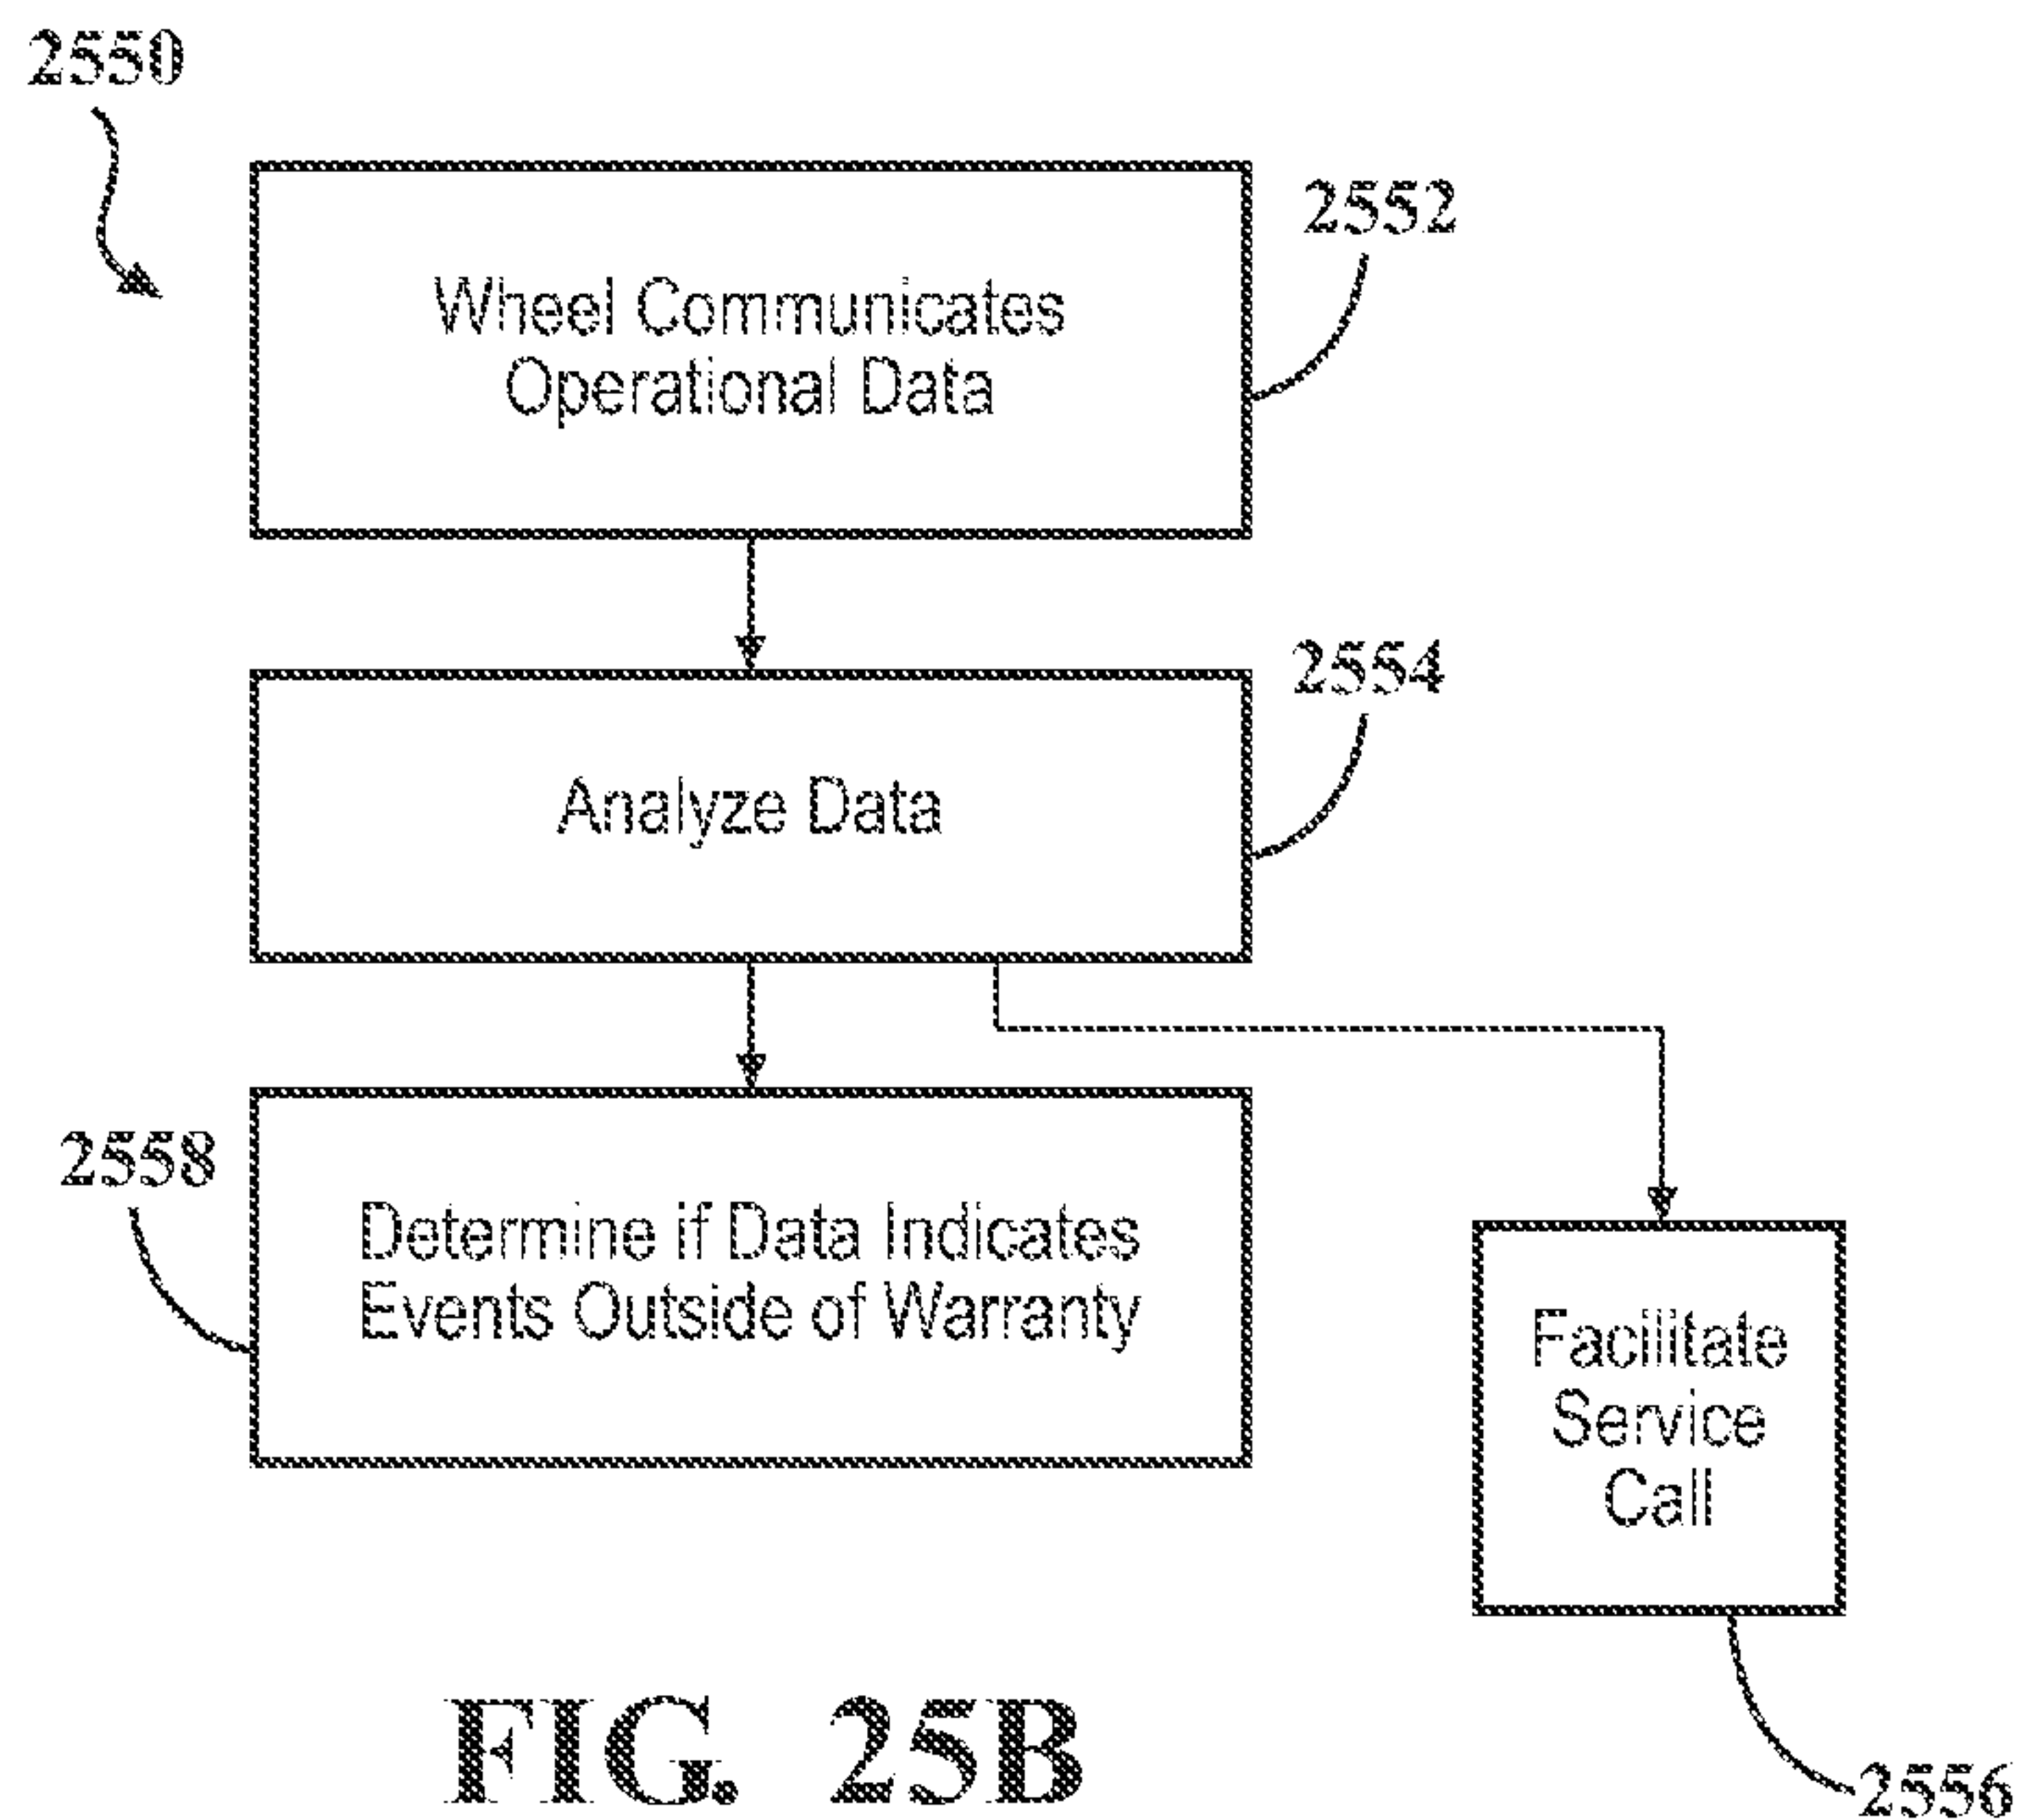 2550
2552
Wheel Communicates
Operational Data
2554
Analyze Data
2558
Determine if Data Indicates
Events Outside of Warranty
Facilitate
Service
Call
2556
FIG. 25B